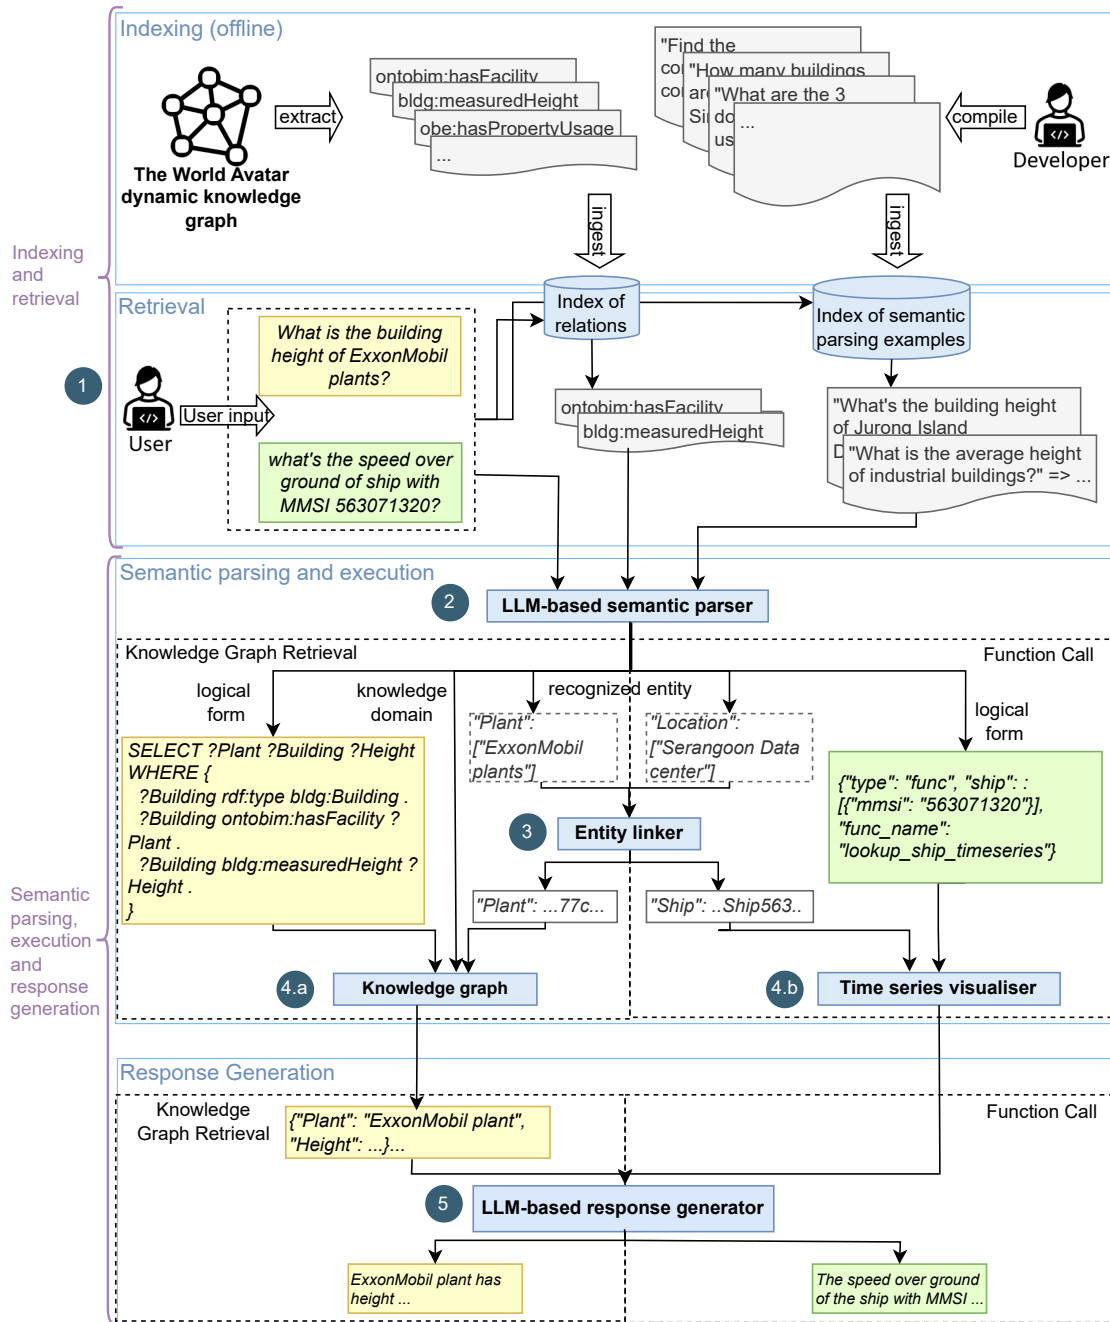 Indexing (offline)
ontobim:hasFacility
bldg:measuredHeight
obe:hasPropertyUsage
...
"Find the
"How many buildings
"What are the 3
...
extract
compile
The World Avatar
dynamic knowledge
graph
Developer
ingest
ingest
Indexing
and
retrieval
Retrieval
What is the building
height of ExxonMobil
plants?
Index of
relations
Index of semantic
parsing examples
1
User input
User
what's the speed over
ground of ship with
MMSI 563071320?
ontobim:hasFacility
bldg:measuredHeight
"What's the building height
of Jurong Island
D
"What is the average height
of industrial buildings?" => ...
Semantic parsing and execution
2
LLM-based semantic parser
Knowledge Graph Retrieval
Function Call
logical
form
knowledge
domain
recognized entity
logical
form
SELECT ?Plant ?Building ?Height
WHERE {
?Building rdf:type bldg:Building .
?Building ontobim:hasFacility ?
Plant .
?Building bldg:measuredHeight ?
Height .
}
"Plant":
["ExxonMobil
plants"]
"Location":
["Serangoon Data
center"]
{"type": "func", "ship": :
[{"mmsi": "563071320"}],
"func_name":
"lookup_ship_timeseries"}
3
Entity linker
"Plant": ...77c...
"Ship": ..Ship563..
Semantic
parsing,
execution
and
response
generation
4.a
Knowledge graph
4.b
Time series visualiser
Response Generation
Knowledge
Graph Retrieval
{"Plant": "ExxonMobil plant",
"Height": ...}...
Function Call
5
LLM-based response generator
ExxonMobil plant has
height ...
The speed over ground
of the ship with MMSI ...